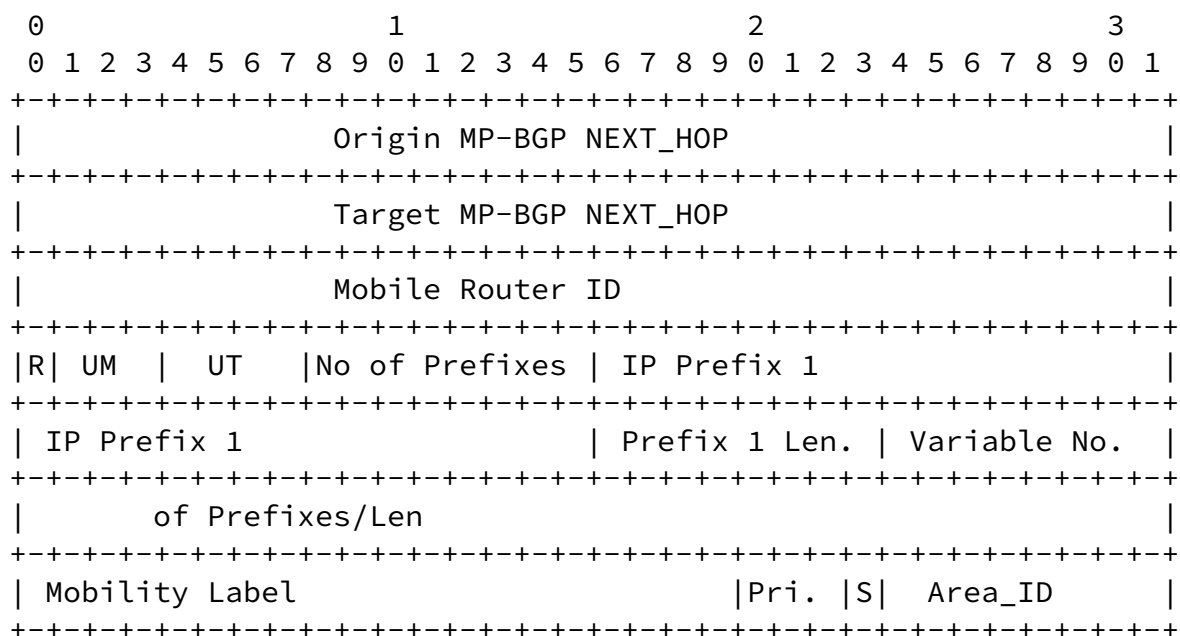 0                   1                   2                   3
 0 1 2 3 4 5 6 7 8 9 0 1 2 3 4 5 6 7 8 9 0 1 2 3 4 5 6 7 8 9 0 1
+-+-+-+-+-+-+-+-+-+-+-+-+-+-+-+-+-+-+-+-+-+-+-+-+-+-+-+-+-+-+-+-+
|                 Origin MP-BGP NEXT_HOP                        |
+-+-+-+-+-+-+-+-+-+-+-+-+-+-+-+-+-+-+-+-+-+-+-+-+-+-+-+-+-+-+-+-+
|                 Target MP-BGP NEXT_HOP                        |
+-+-+-+-+-+-+-+-+-+-+-+-+-+-+-+-+-+-+-+-+-+-+-+-+-+-+-+-+-+-+-+-+
|                 Mobile Router ID                              |
+-+-+-+-+-+-+-+-+-+-+-+-+-+-+-+-+-+-+-+-+-+-+-+-+-+-+-+-+-+-+-+-+
|R| UM  |  UT   |No of Prefixes | IP Prefix 1                   |
+-+-+-+-+-+-+-+-+-+-+-+-+-+-+-+-+-+-+-+-+-+-+-+-+-+-+-+-+-+-+-+-+
| IP Prefix 1                   | Prefix 1 Len. | Variable No.  |
+-+-+-+-+-+-+-+-+-+-+-+-+-+-+-+-+-+-+-+-+-+-+-+-+-+-+-+-+-+-+-+-+
|       of Prefixes/Len                                         |
+-+-+-+-+-+-+-+-+-+-+-+-+-+-+-+-+-+-+-+-+-+-+-+-+-+-+-+-+-+-+-+-+
| Mobility Label                        |Pri. |S|  Area_ID      |
+-+-+-+-+-+-+-+-+-+-+-+-+-+-+-+-+-+-+-+-+-+-+-+-+-+-+-+-+-+-+-+-+